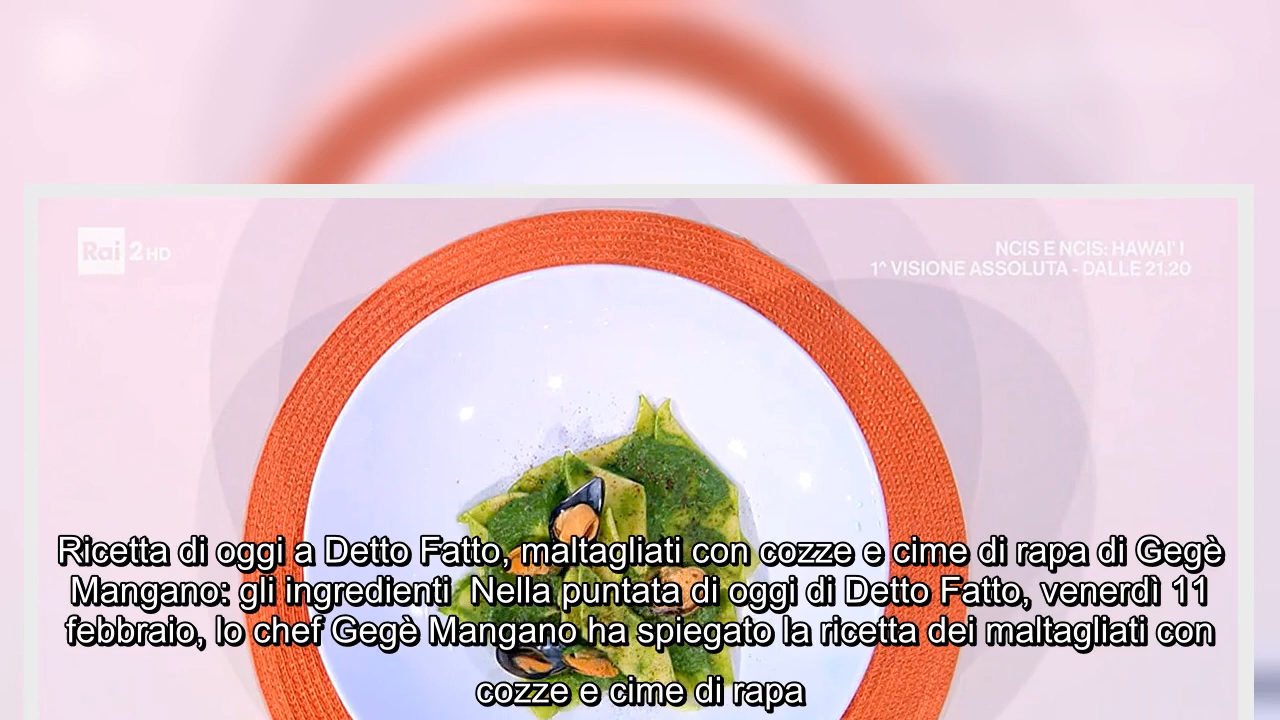 Rai 2 HD
NCIS E NCIS: HAWAI' I
1^ VISIONE ASSOLUTA - DALLE 21.20
Ricetta di oggi a Detto Fatto, maltagliati con cozze e cime di rapa di Gegè
Mangano: gli ingredienti  Nella puntata di oggi di Detto Fatto, venerdì 11
febbraio, lo chef Gegè Mangano ha spiegato la ricetta dei maltagliati con
cozze e cime di rapa